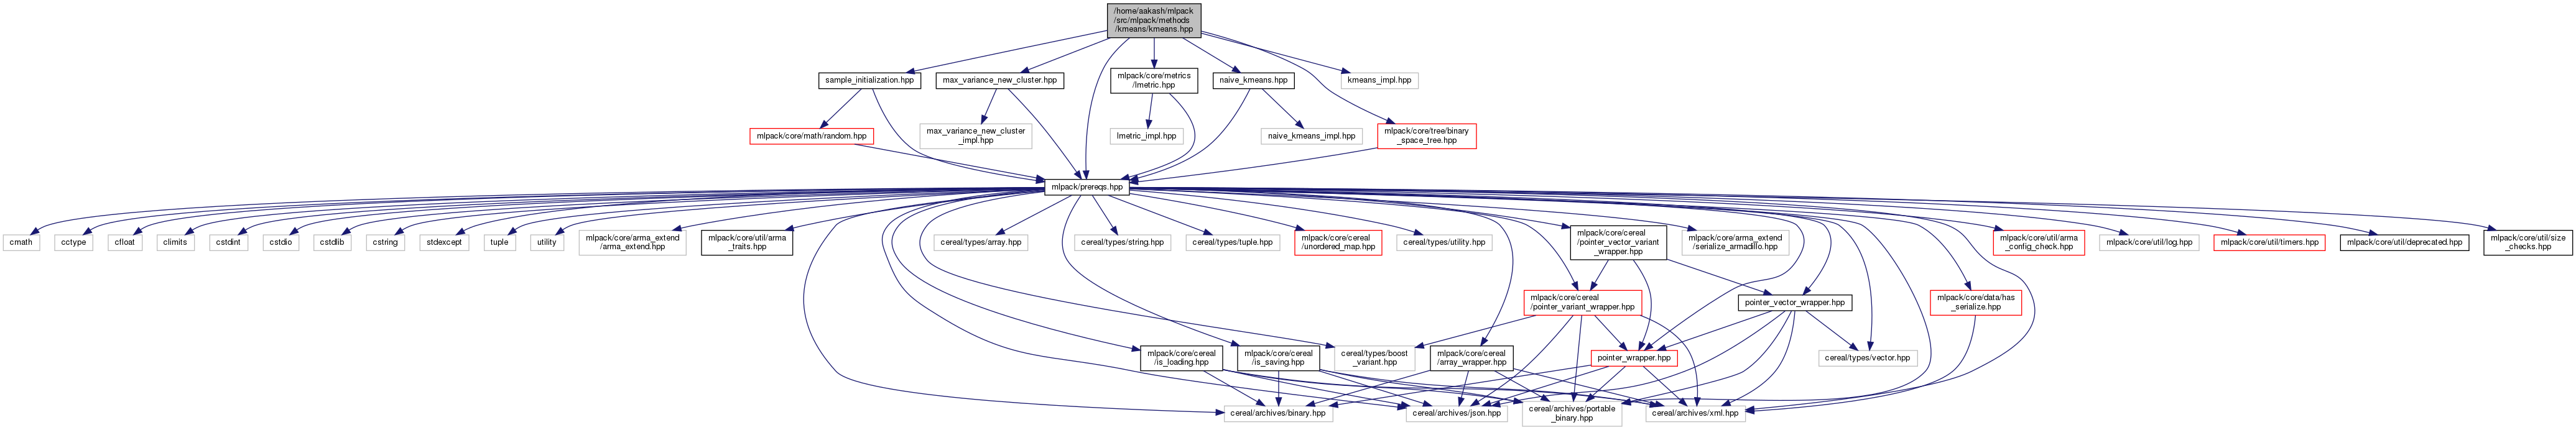 /home/aakash/mlpack
/src/mlpack/methods
/kmeans/kmeans.hpp
sample_initialization.hpp
max_variance_new_cluster.hpp
mlpack/core/metrics
/lmetric.hpp
naive_kmeans.hpp
kmeans_impl.hpp
mlpack/core/math/random.hpp
max_variance_new_cluster
_impl.hpp
lmetric_impl.hpp
naive_kmeans_impl.hpp
mlpack/core/tree/binary
_space_tree.hpp
mlpack/prereqs.hpp
cmath
cctype
cfloat
climits
cstdint
cstdio
cstdlib
cstring
stdexcept
tuple
utility
mlpack/core/arma_extend
/arma_extend.hpp
mlpack/core/util/arma
_traits.hpp
cereal/types/array.hpp
cereal/types/string.hpp
cereal/types/tuple.hpp
mlpack/core/cereal
/unordered_map.hpp
cereal/types/utility.hpp
mlpack/core/cereal
/pointer_vector_variant
_wrapper.hpp
mlpack/core/arma_extend
/serialize_armadillo.hpp
mlpack/core/util/arma
_config_check.hpp
mlpack/core/util/log.hpp
mlpack/core/util/timers.hpp
mlpack/core/util/deprecated.hpp
mlpack/core/util/size
_checks.hpp
mlpack/core/cereal
/pointer_variant_wrapper.hpp
pointer_vector_wrapper.hpp
mlpack/core/data/has
_serialize.hpp
mlpack/core/cereal
/is_loading.hpp
mlpack/core/cereal
/is_saving.hpp
cereal/types/boost
_variant.hpp
mlpack/core/cereal
/array_wrapper.hpp
pointer_wrapper.hpp
cereal/types/vector.hpp
cereal/archives/binary.hpp
cereal/archives/json.hpp
cereal/archives/portable
_binary.hpp
cereal/archives/xml.hpp